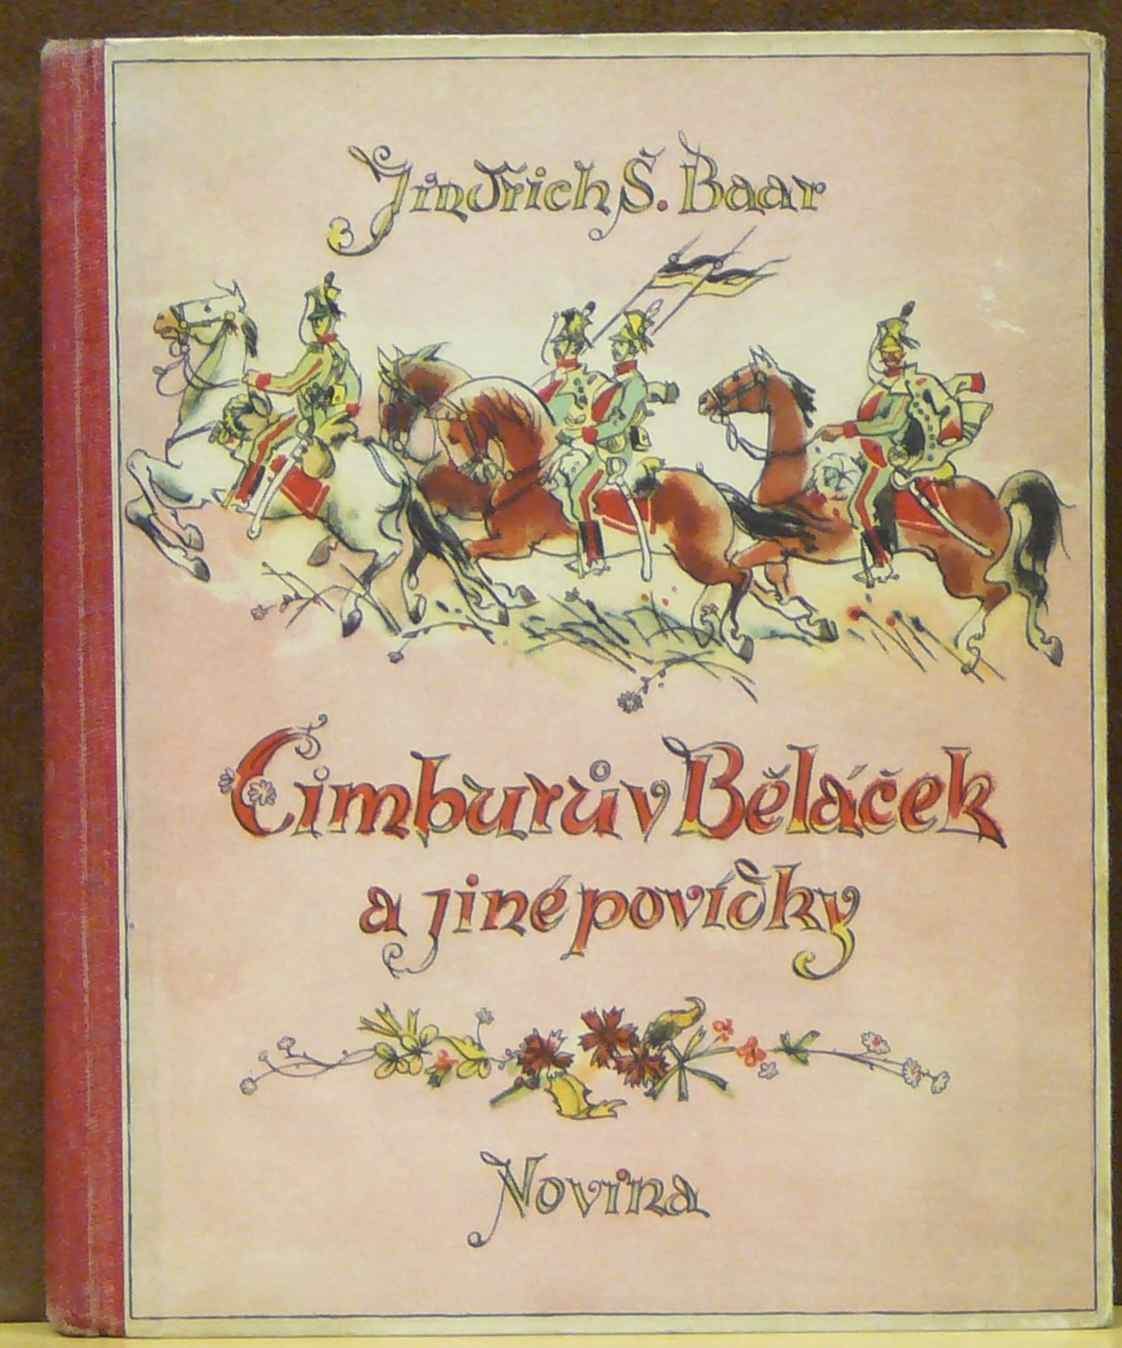 Jindřich Š. Baar
Cimburův Běláček
a jiné povídky
Novina